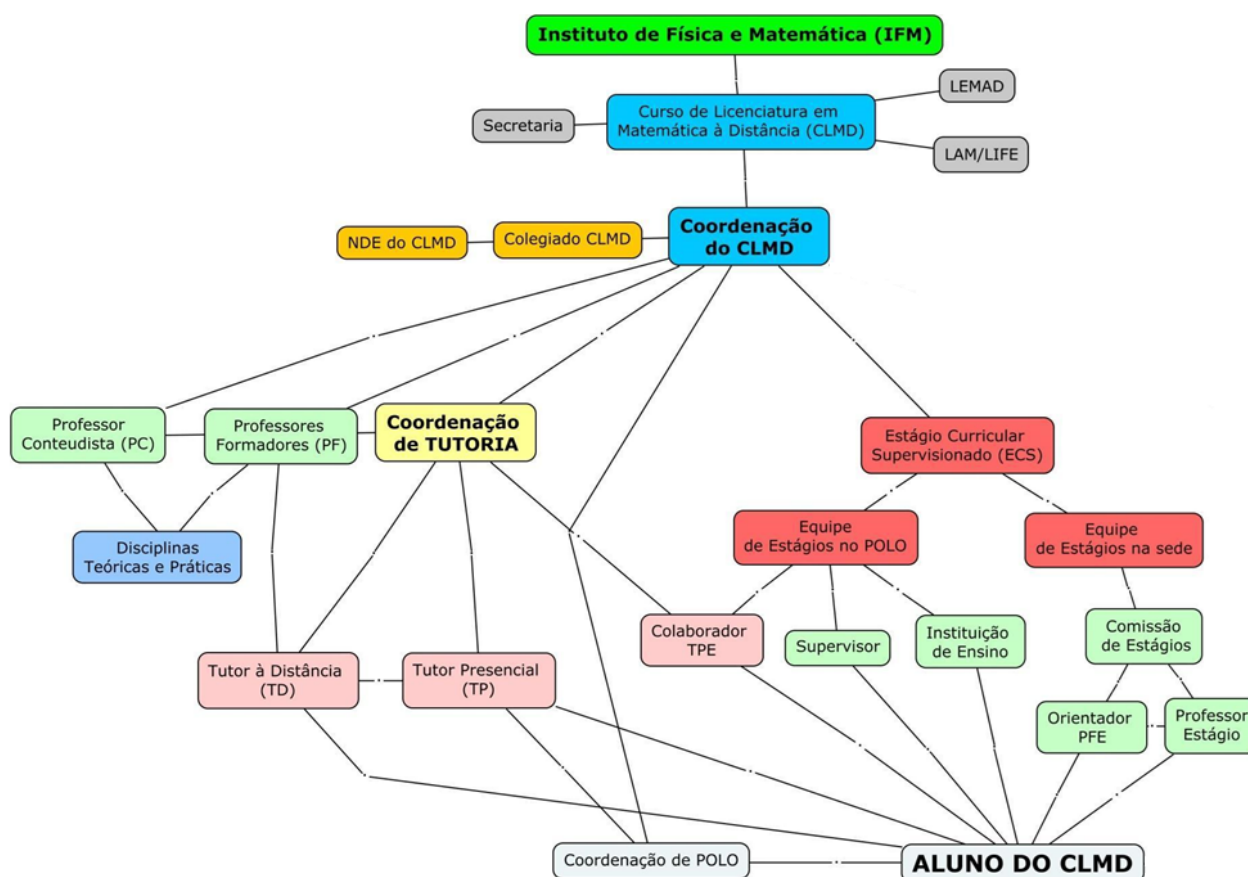 Instituto de Física e Matemática (IFM)
LEMAD
Secretaria
Curso de Licenciatura em
Matemática à Distância (CLMD)
LAM/LIFE
NDE do CLMD
Colegiado CLMD
Coordenação
do CLMD
Professor
Conteudista (PC)
Professores
Formadores (PF)
Coordenação
de TUTORIA
Estágio Curricular
Supervisionado (ECS)
Disciplinas
Teóricas e Práticas
Equipe
de Estágios no POLO
Equipe
de Estágios na sede
Tutor à Distância
(TD)
Tutor Presencial
(TP)
Colaborador
TPE
Supervisor
Instituição
de Ensino
Comissão
de Estágios
Orientador
PFE
Professor
Estágio
Coordenação de POLO
ALUNO DO CLMD